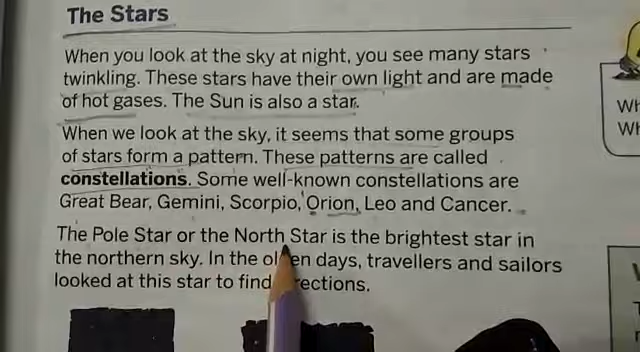 The Stars
When you look at the sky at night, you see many stars
twinkling. These stars have their own light and are made
of hot gases. The Sun is also a star.
When we look at the sky, it seems that some groups
of stars form a pattern. These patterns are called
constellations. Some well-known constellations are
Great Bear, Gemini, Scorpio, Orion, Leo and Cancer.
The Pole Star or the North Star is the brightest star in
the northern sky. In the days, travellers and sailors
looked at this star to find